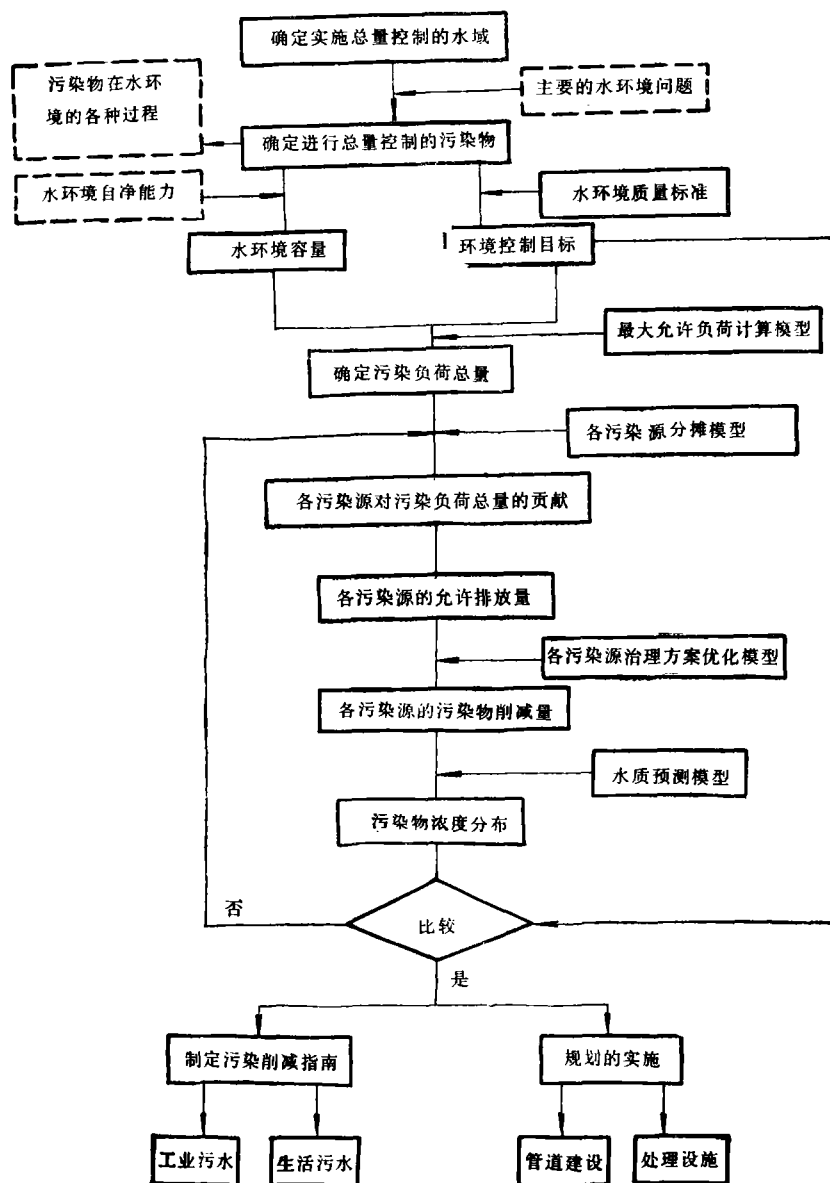 确定实施总量控制的水域
污染物在水环
境的各种过程
主要的水环境问题
确定进行总量控制的污染物
水环境自净能力
水环境质量标准
水环境容量
环境控制目标
最大允许负荷计算模型
确定污染负荷总量
各污染源分摊模型
各污染源对污染负荷总量的贡献
各污染源的允许排放量
各污染源治理方案优化模型
各污染源的污染物削减量
水质预测模型
污染物浓度分布
否
比较
是
制定污染削减指南
规划的实施
工业污水
生活污水
管道建设
处理设施